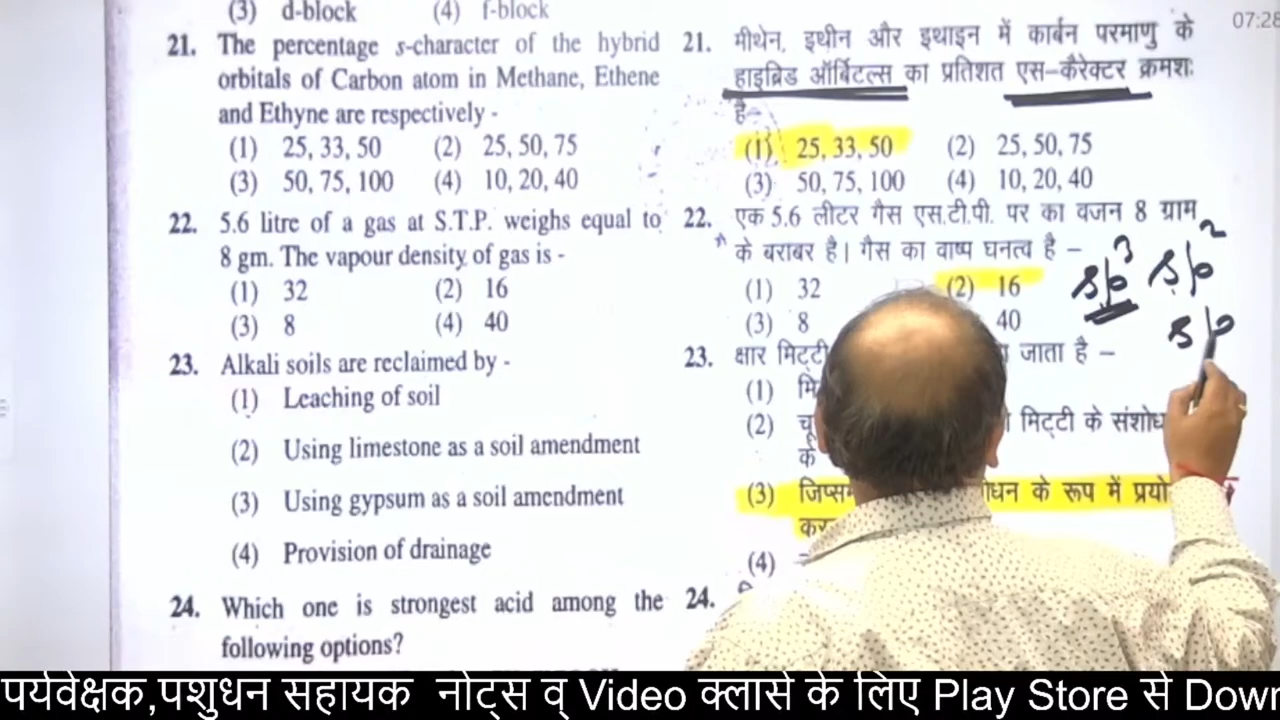 (3) d-block (4) f-block
07:28
21. The percentage s-character of the hybrid
orbitals of Carbon atom in Methane, Ethene
and Ethyne are respectively -
(1) 25, 33, 50 (2) 25, 50, 75
(3) 50, 75, 100 (4) 10, 20, 40
22. 5.6 litre of a gas at S.T.P. weighs equal to
8 gm. The vapour density of gas is -
(1) 32 (2) 16
(3) 8 (4) 40
23. Alkali soils are reclaimed by -
(1) Leaching of soil
(2) Using limestone as a soil amendment
(3) Using gypsum as a soil amendment
(4) Provision of drainage
24. Which one is strongest acid among the
following options?
21. मीथेन, इथीन और इथाइन में कार्बन परमाणु के
हाइब्रिड ऑर्बिटल्स का प्रतिशत एस-कैरेक्टर क्रमशः
है-
(1) 25, 33, 50 (2) 25, 50, 75
(3) 50, 75, 100 (4) 10, 20, 40
22. एक 5.6 लीटर गैस एस.टी.पी. पर का वजन 8 ग्राम
के बराबर है। गैस का वाष्प घनत्व है –
(1) 32 (2) 16
(3) 8 40
sp³ sp²
sp
23. क्षार मिट्टी जाता है –
(1)
(2) मिट्टी के
के
(3) के रूप में
(4)
24.
पर्यवेक्षक,पशुधन सहायक नोट्स व् Video क्लासे के लिए Play Store से